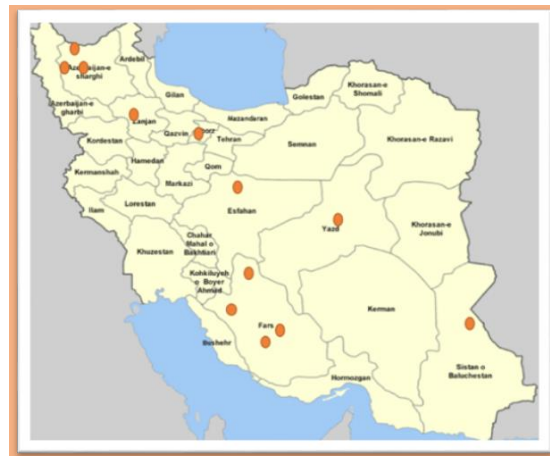 Ardebil
sharghi
Gilan
Azerbaijan-e
gharbi
Golestan
Khorasan-e
Shomali
Mazandaran
Qazvin
Tehran
Semnan
Khorasan-e Razavi
Kordestan
Hamedan
Qom
Kermanshah
Markazi
Ilam
Lorestan
Esfahan
Yazd
Khorasan-e
Jonubi
Chahar
Mahal o
Bakhtiari
Khuzestan
Kohkiluyeh
o Boyer
Ahmad
Kerman
Fars
Bushehr
Hormozgan
Sistan o
Baluchestan